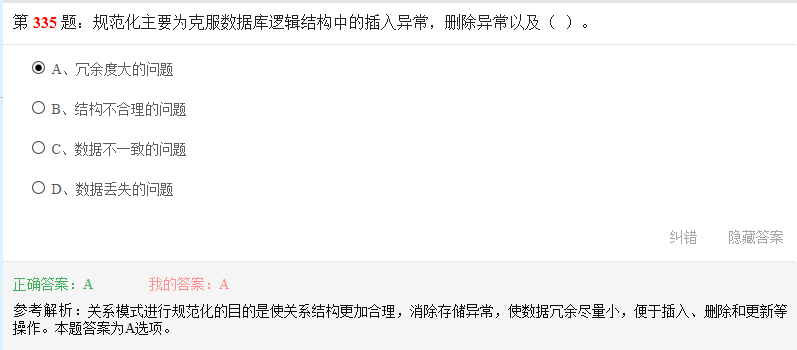 第 335 题：规范化主要为克服数据库逻辑结构中的插入异常，删除异常以及（ ）。
A、冗余度大的问题
B、结构不合理的问题
C、数据不一致的问题
D、数据丢失的问题
纠错 隐藏答案
正确答案：A 我的答案：A
参考解析：关系模式进行规范化的目的是使关系结构更加合理，消除存储异常，使数据冗余尽量小，便于插入、删除和更新等
操作。本题答案为A选项。